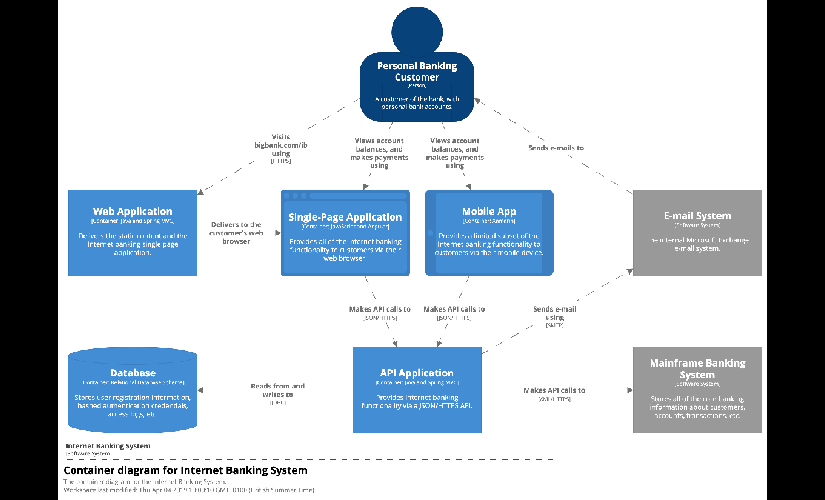 Personal Banking
Customer
[Person]
A customer of the bank, with
personal bank accounts.
Visits
bigbank.com/ib
using
[HTTPS]
Views account
balances, and
makes payments
using
Views account
balances, and
makes payments
using
Sends e-mails to
Web Application
[Container: Java and Spring MVC]
Delivers the static content and the
Internet banking single page
application.
Delivers to the
customer's web
browser
Single-Page Application
[Container: JavaScript and Angular]
Provides all of the Internet banking
functionality to customers via their
web browser.
Mobile App
[Container: Xamarin]
Provides a limited subset of the
Internet banking functionality to
customers via their mobile device.
E-mail System
[Software System]
The internal Microsoft Exchange
e-mail system.
Makes API calls to
[JSON/HTTPS]
Makes API calls to
[JSON/HTTPS]
Sends e-mail
using
[SMTP]
Database
[Container: Relational Database Schema]
Stores user registration information,
hashed authentication credentials,
access logs, etc.
Reads from and
writes to
[JDBC]
API Application
[Container: Java and Spring MVC]
Provides Internet banking
functionality via a JSON/HTTPS API.
Makes API calls to
[XML/HTTPS]
Mainframe Banking
System
[Software System]
Stores all of the core banking
information about customers,
accounts, transactions, etc.
Internet Banking System
[Software System]
Container diagram for Internet Banking System
The container diagram for the Internet Banking System.
Workspace last modified: Thu Apr 04 2019 (British Summer Time)